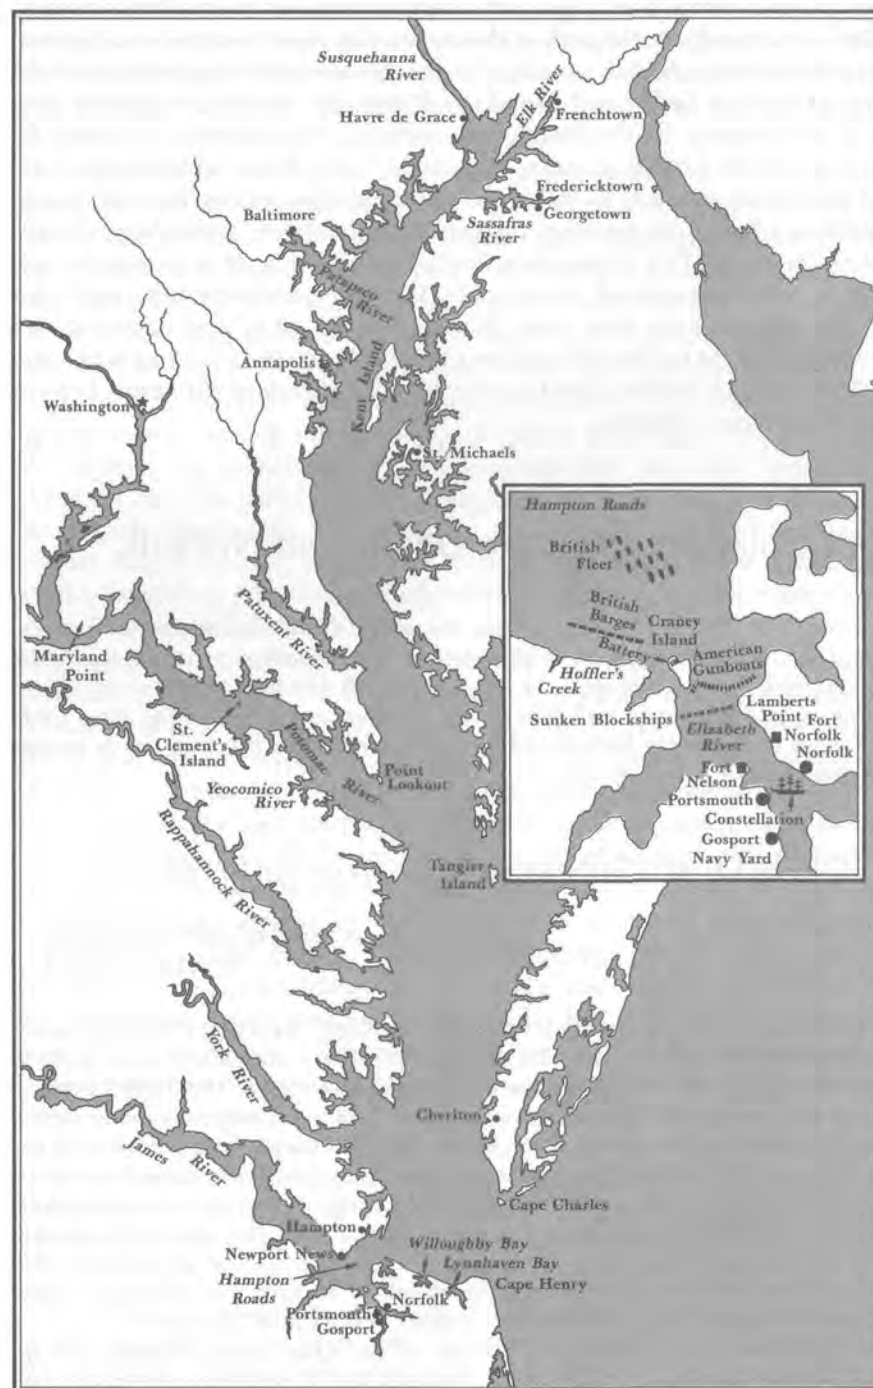 Susquehanna
River
Elk River
Havre de Grace
Frenchtown
Fredericktown
Georgetown
Sassafras
River
Baltimore
Patapsco
River
Annapolis
Kent Island
Washington
St. Michaels
Patuxent River
Maryland
Point
St.
Clement's
Island
Potomac
River
Point
Lookout
Yeocomico
River
Rappahannock River
Tangier
Island
York
River
Cheriton
James
River
Cape Charles
Hampton
Newport News
Willoughby Bay
Lynnhaven Bay
Cape Henry
Hampton
Roads
Norfolk
Portsmouth
Gosport
Hampton Roads
British
Fleet
British
Barges
Craney
Island
Battery
American
Gunboats
Hoffler's
Creek
Sunken Blockships
Lamberts
Point
Fort
Norfolk
Elizabeth
River
Norfolk
Fort
Nelson
Portsmouth
Constellation
Gosport
Navy Yard